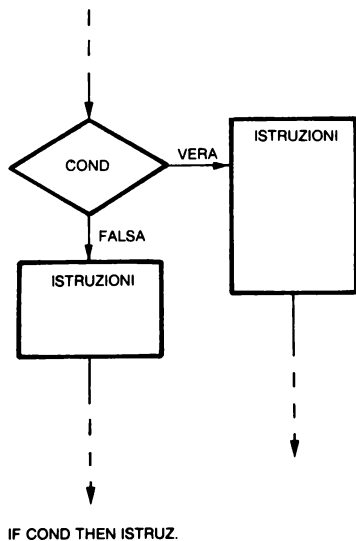 ISTRUZIONI
COND
VERA
FALSA
ISTRUZIONI
IF COND THEN ISTRUZ.